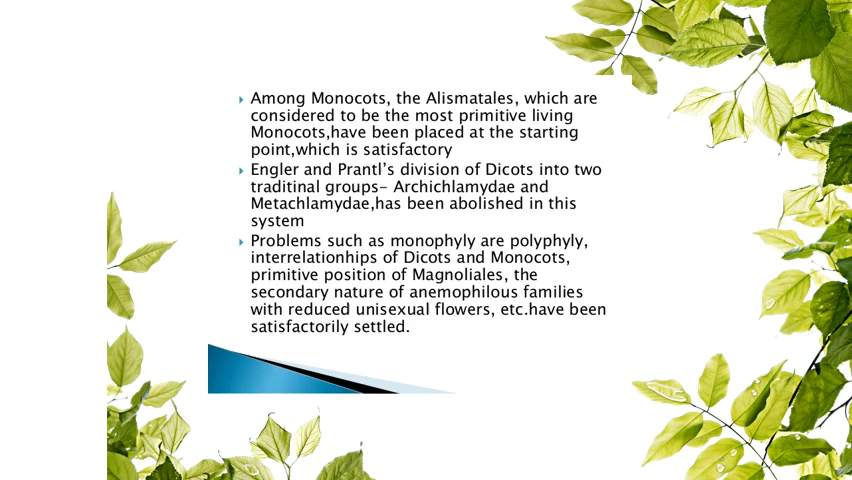 Among Monocots, the Alismatales, which are
considered to be the most primitive living
Monocots,have been placed at the starting
point,which is satisfactory
Engler and Prantl's division of Dicots into two
traditinal groups- Archichlamydae and
Metachlamydae,has been abolished in this
system
Problems such as monophyly are polyphyly,
interrelationhips of Dicots and Monocots,
primitive position of Magnoliales, the
secondary nature of anemophilous families
with reduced unisexual flowers, etc.have been
satisfactorily settled.